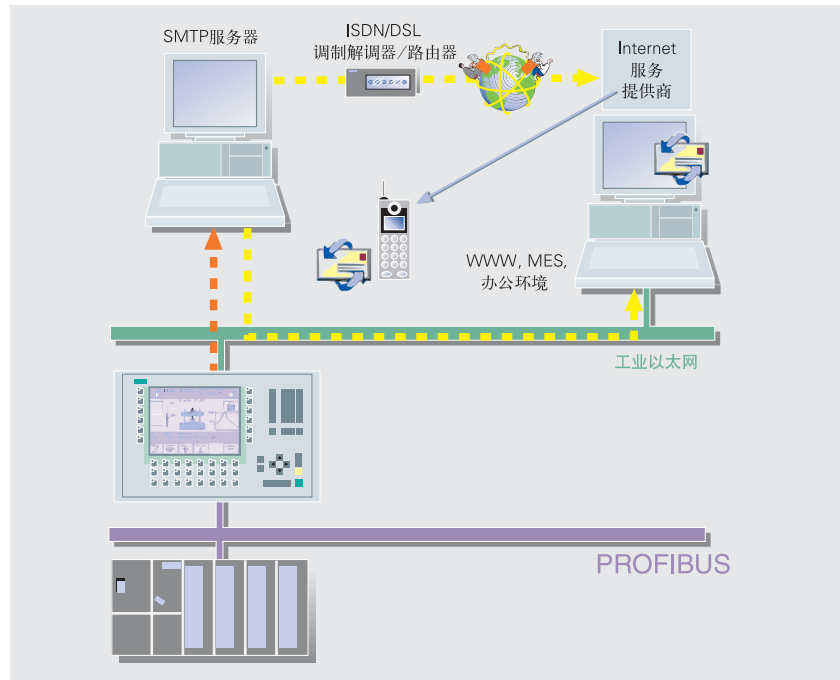 SMTP服务器
ISDN/DSL
调制解调器/路由器
Internet
服务
提供商
WWW, MES,
办公环境
工业以太网
PROFIBUS